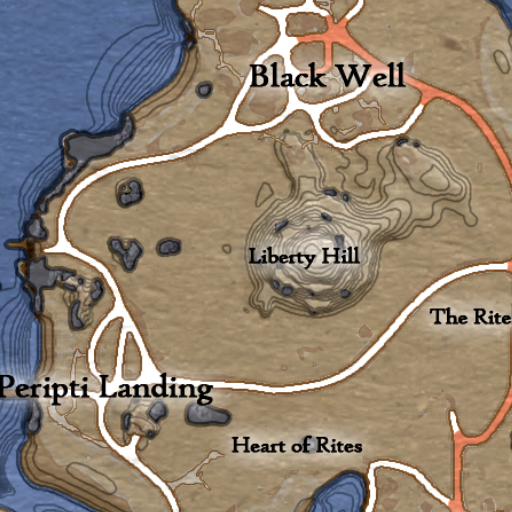 Black Well
Liberty Hill
The Rite
Peripti Landing
Heart of Rites